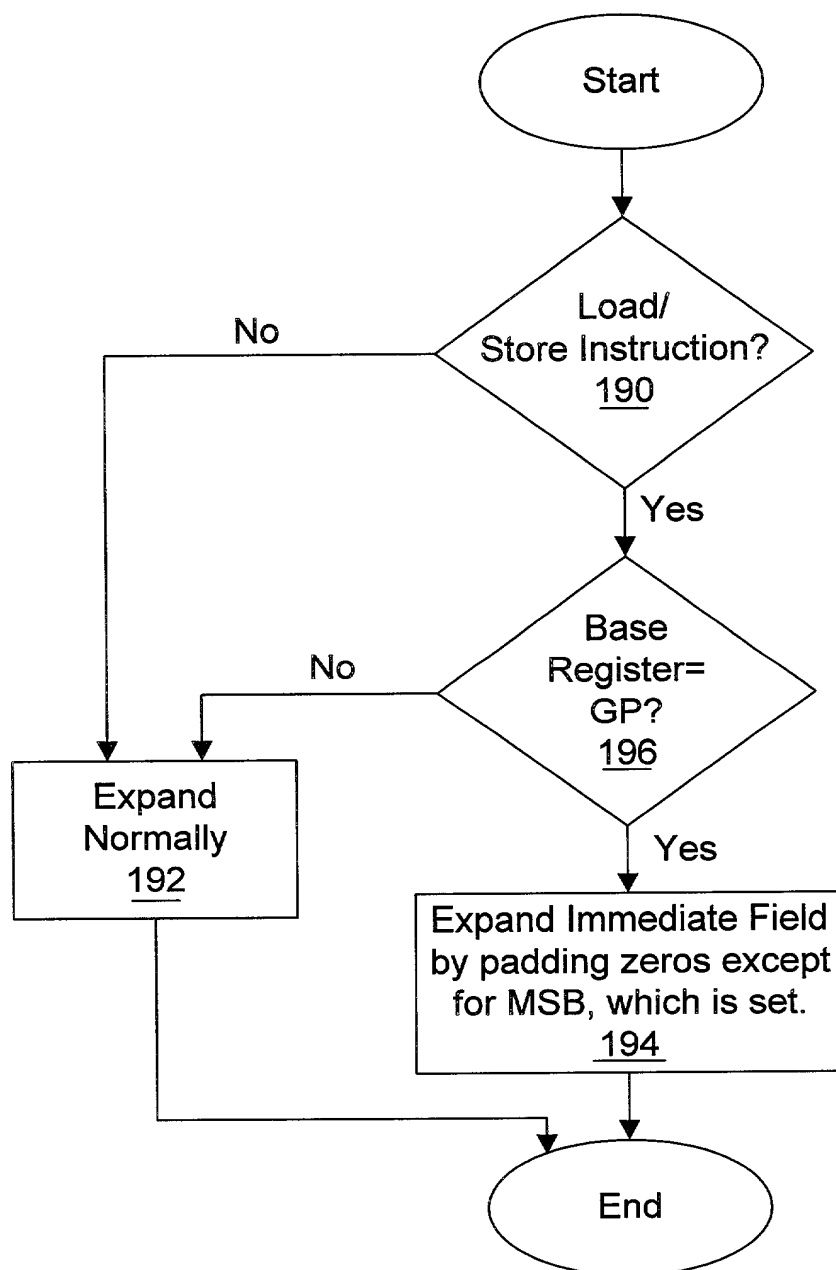 Start
Load/
Store Instruction?
190
No
Yes
Base
Register=
GP?
196
No
Yes
Expand
Normally
192
Expand Immediate Field
by padding zeros except
for MSB, which is set.
194
End